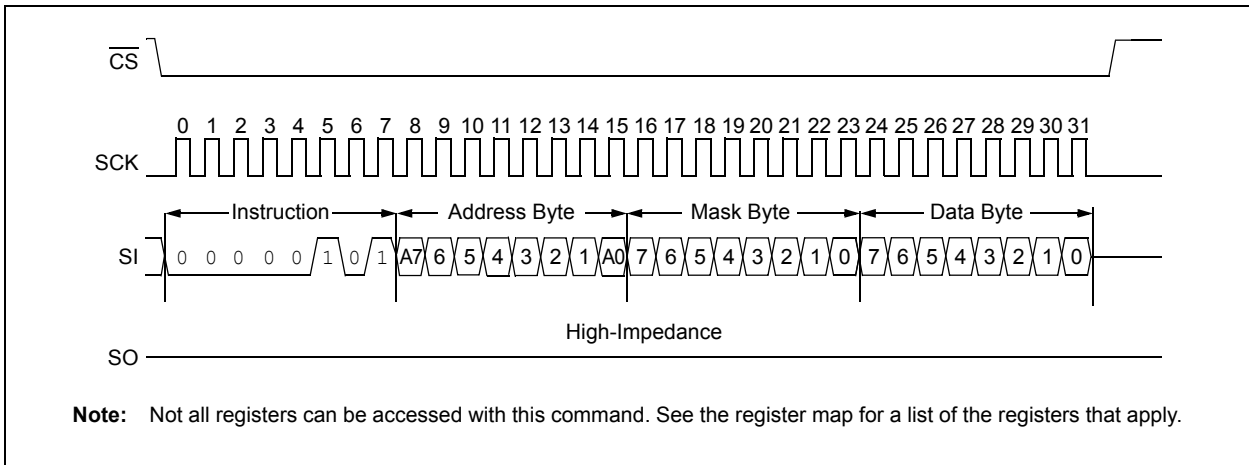 CS
0 1 2 3 4 5 6 7 8 9 10 11 12 13 14 15 16 17 18 19 20 21 22 23 24 25 26 27 28 29 30 31
SCK
Instruction Address Byte Mask Byte Data Byte
SI 0 0 0 0 0 1 0 1 A7 6 5 4 3 2 1 A0 7 6 5 4 3 2 1 0 7 6 5 4 3 2 1 0
High-Impedance
SO
Note: Not all registers can be accessed with this command. See the register map for a list of the registers that apply.